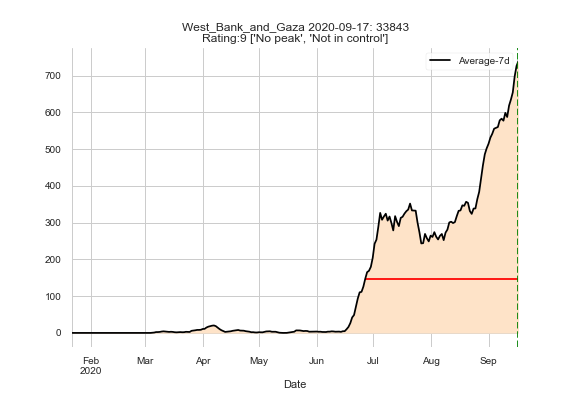 West_Bank_and_Gaza 2020-09-17: 33843
Rating:9 ['No peak', 'Not in control']
Average-7d
700
600
500
400
300
200
100
0
Feb Mar Apr May Jun Jul Aug Sep
2020
Date